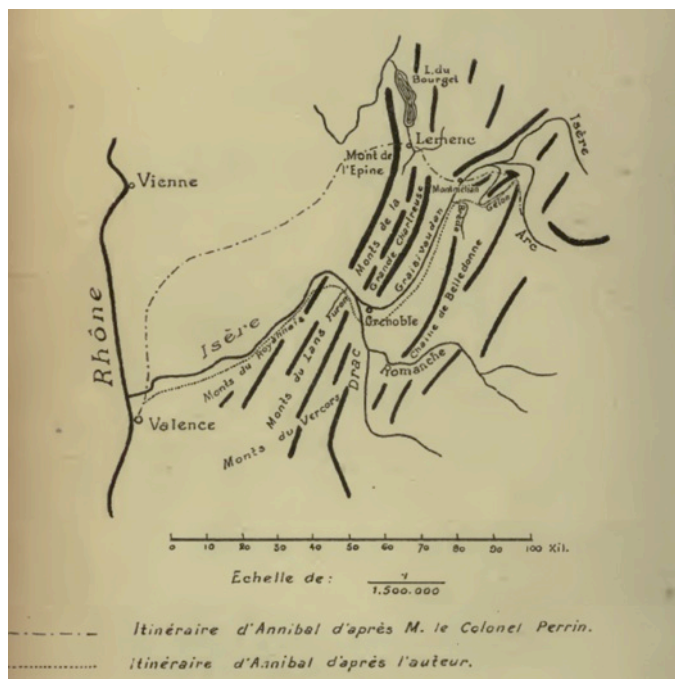 L. du
Bourget
Isère
Lemenc
Mont de
l'Epine
Vienne
Montmélian
Gelon
Arc
Monts de la
Grande Chartreuse
Graisivaudan
Chaîne de Belledonne
Rhône
Isère
Grenoble
Monts du Royannais
Monts du Lans
Drac
Romanche
Valence
Monts du Vercors
0 10 20 30 40 50 60 70 80 90 100 Kil.
Echelle de: 1/1.500.000
Itinéraire d'Annibal d'après M. le Colonel Perrin.
Itinéraire d'Annibal d'après l'auteur.